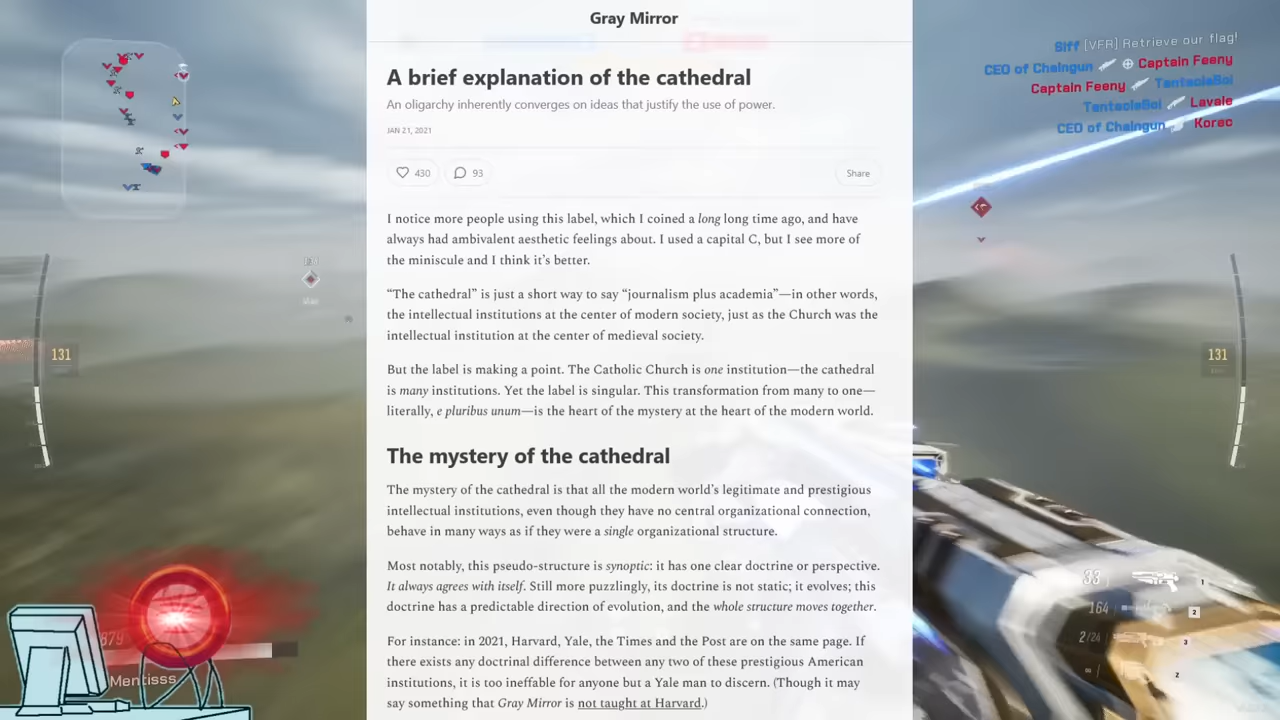 Gray Mirror
A brief explanation of the cathedral
An oligarchy inherently converges on ideas that justify the use of power.
JAN 21, 2021
430
93
Share
I notice more people using this label, which I coined a long long time ago, and have
always had ambivalent aesthetic feelings about. I used a capital C, but I see more of
the miniscule and I think it’s better.
“The cathedral” is just a short way to say “journalism plus academia”—in other words,
the intellectual institutions at the center of modern society, just as the Church was the
intellectual institution at the center of medieval society.
But the label is making a point. The Catholic Church is one institution—the cathedral
is many institutions. Yet the label is singular. This transformation from many to one—
literally, e pluribus unum—is the heart of the mystery at the heart of the modern world.
The mystery of the cathedral
The mystery of the cathedral is that all the modern world’s legitimate and prestigious
intellectual institutions, even though they have no central organizational connection,
behave in many ways as if they were a single organizational structure.
Most notably, this pseudo-structure is synoptic: it has one clear doctrine or perspective.
It always agrees with itself. Still more puzzlingly, its doctrine is not static; it evolves; this
doctrine has a predictable direction of evolution, and the whole structure moves together.
For instance: in 2021, Harvard, Yale, the Times and the Post are on the same page. If
there exists any doctrinal difference between any two of these prestigious American
institutions, it is too ineffable for anyone but a Yale man to discern. (Though it may
say something that Gray Mirror is not taught at Harvard.)
Siff [VFR] Retrieve our flag!
CEO of Chaingun Captain Feeny
Captain Feeny TentacleBoi
TentacleBoi Lavale
CEO of Chaingun Korec
131
131
879
Mentisss
33 1
164 2
2/24 3
∞ Z